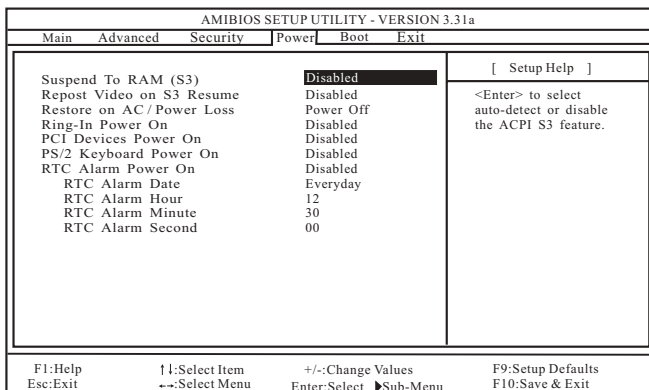 AMIBIOS SETUP UTILITY - VERSION 3.31a
Main Advanced Security Power Boot Exit
Suspend To RAM (S3) Disabled
Repost Video on S3 Resume Disabled
Restore on AC / Power Loss Power Off
Ring-In Power On Disabled
PCI Devices Power On Disabled
PS/2 Keyboard Power On Disabled
RTC Alarm Power On Disabled
RTC Alarm Date Everyday
RTC Alarm Hour 12
RTC Alarm Minute 30
RTC Alarm Second 00
[ Setup Help ]
<Enter> to select
auto-detect or disable
the ACPI S3 feature.
F1:Help ↑↓:Select Item +/-:Change Values F9:Setup Defaults
Esc:Exit ←→:Select Menu Enter:Select ▶Sub-Menu F10:Save & Exit